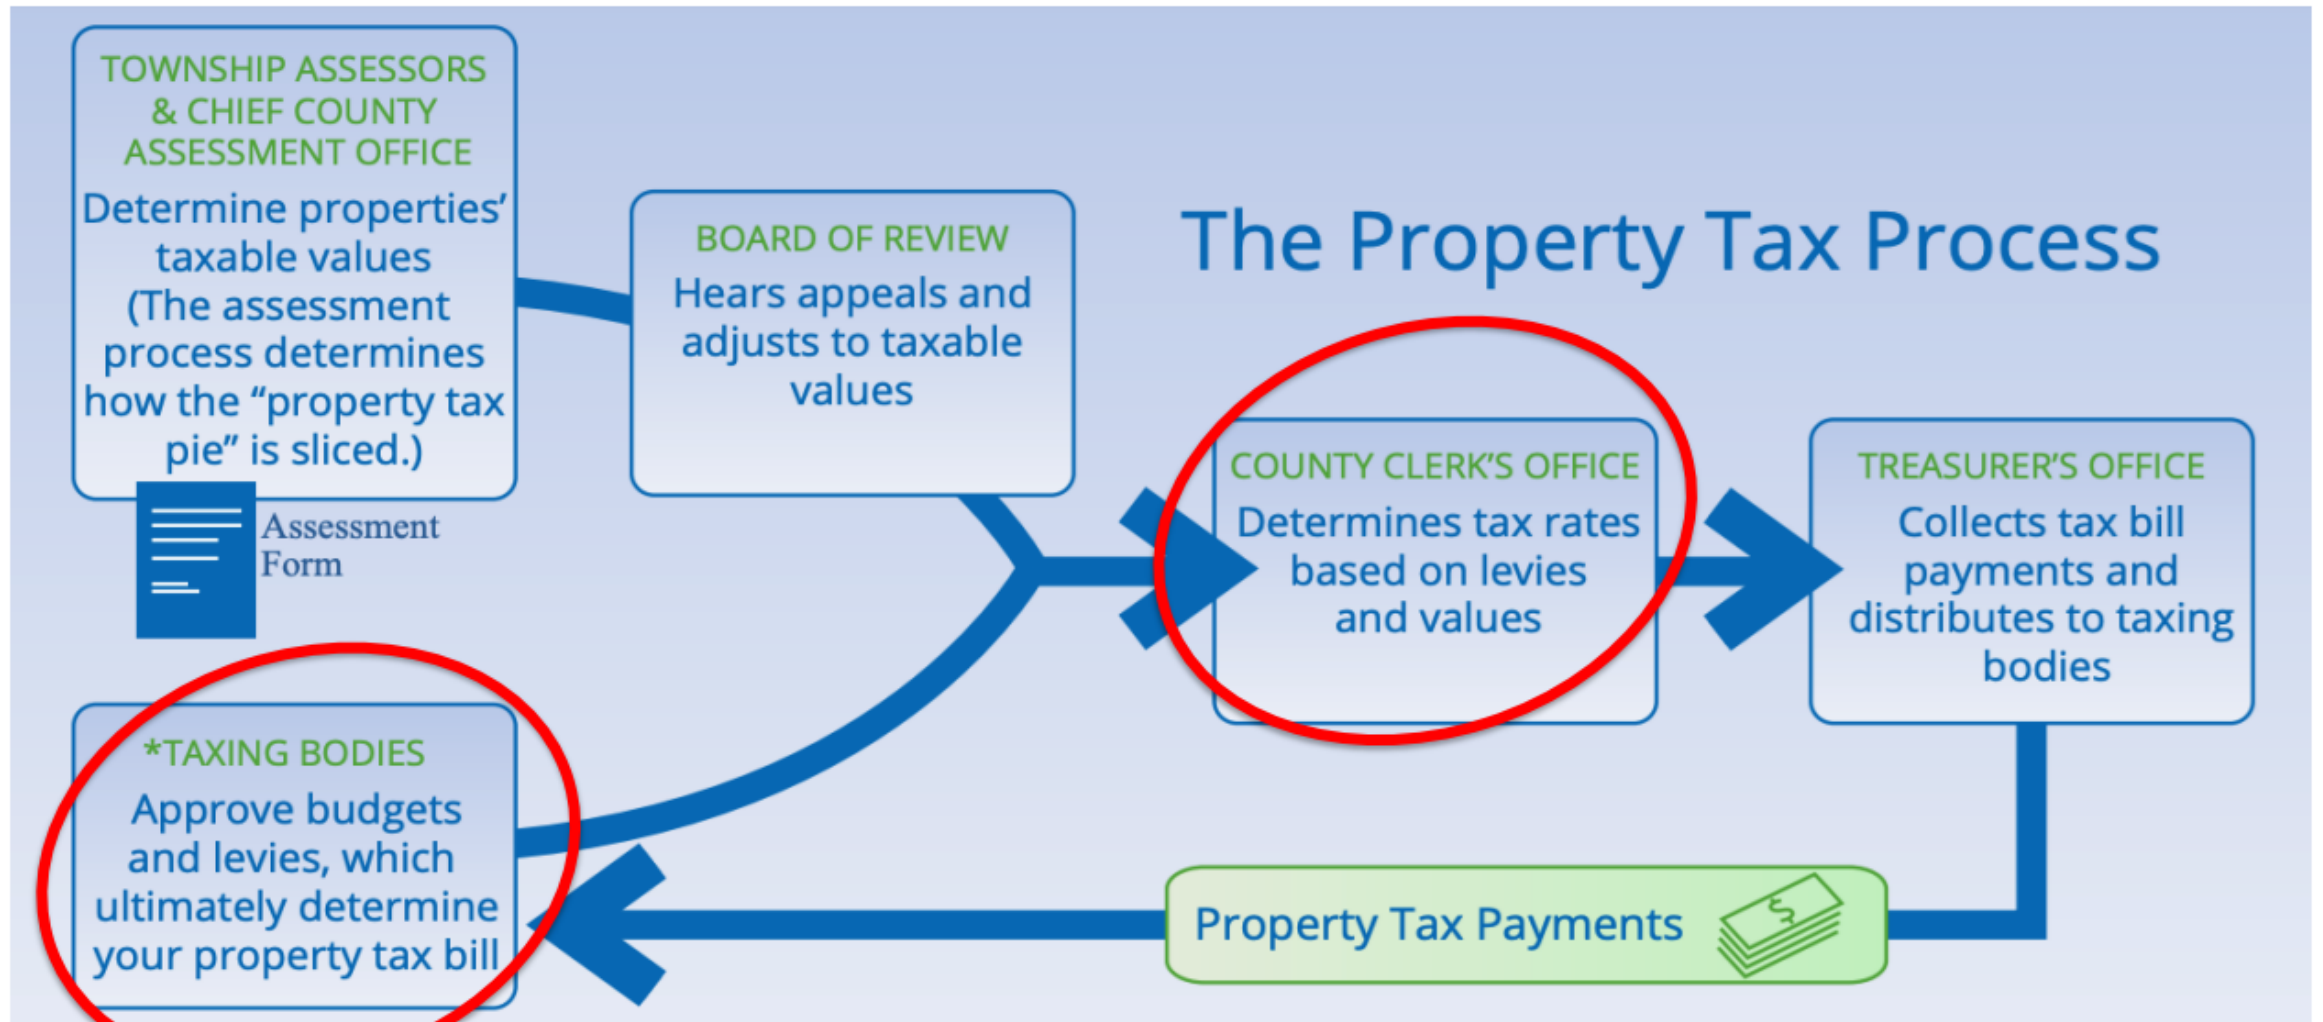 TOWNSHIP ASSESSORS
& CHIEF COUNTY
ASSESSMENT OFFICE
Determine properties’
taxable values
(The assessment
process determines
how the “property tax
pie” is sliced.)
Assessment
Form
BOARD OF REVIEW
Hears appeals and
adjusts to taxable
values
The Property Tax Process
COUNTY CLERK’S OFFICE
Determines tax rates
based on levies
and values
TREASURER’S OFFICE
Collects tax bill
payments and
distributes to taxing
bodies
*TAXING BODIES
Approve budgets
and levies, which
ultimately determine
your property tax bill
Property Tax Payments
$